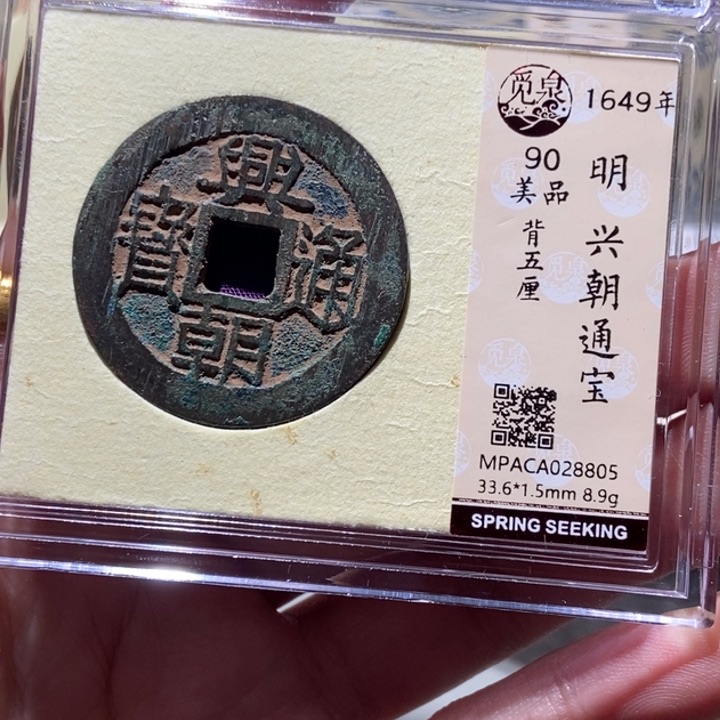 興朝通寶
觅泉
1649年
90
美品
背五厘
明 兴朝通宝
MPACA028805
33.6*1.5mm 8.9g
SPRING SEEKING